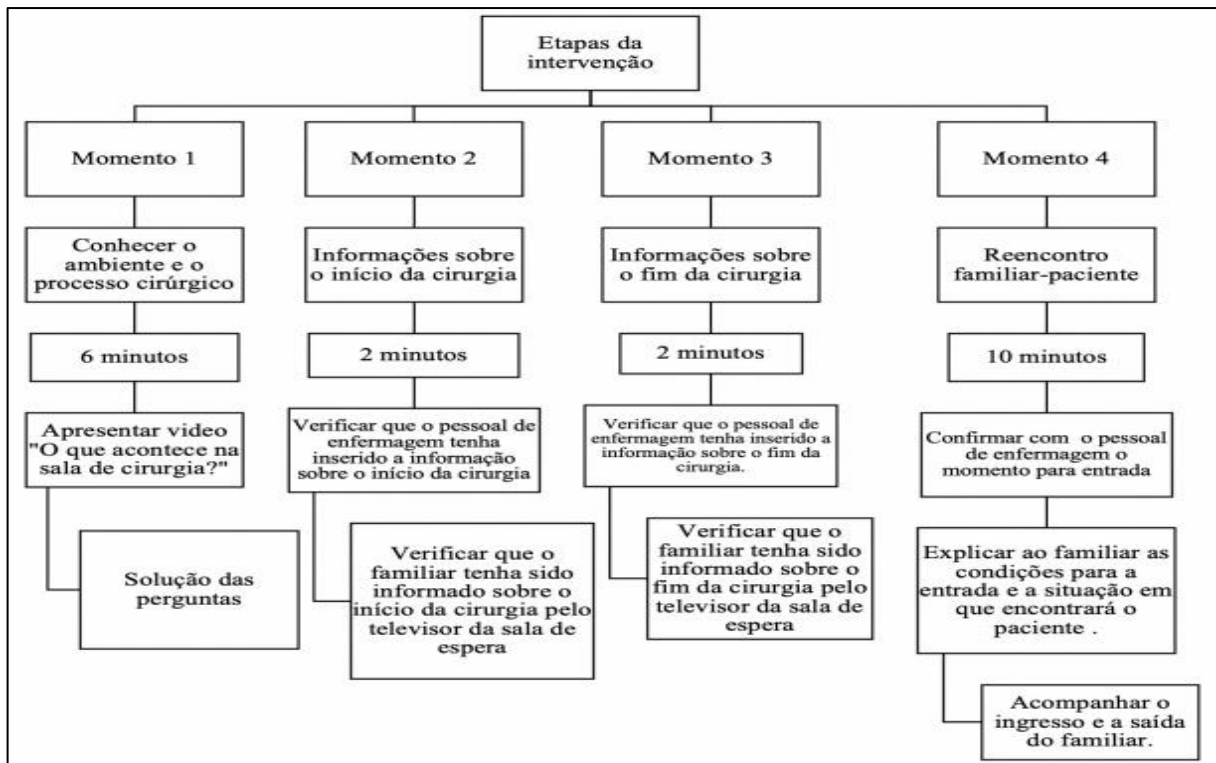 Etapas da
intervenção
Momento 1
Momento 2
Momento 3
Momento 4
Conhecer o
ambiente e o
processo cirúrgico
Informações sobre
o início da cirurgia
Informações sobre
o fim da cirurgia
Reencontro
familiar-paciente
6 minutos
2 minutos
2 minutos
10 minutos
Apresentar video
"O que acontece na
sala de cirurgia?"
Verificar que o pessoal de
enfermagem tenha
inserido a informação
sobre o início da cirurgia
Verificar que o pessoal de
enfermagem tenha inserido a
informação sobre o fim da
cirurgia.
Confirmar com o pessoal
de enfermagem o
momento para entrada
Solução das
perguntas
Verificar que o
familiar tenha sido
informado sobre o
início da cirurgia pelo
televisor da sala de
espera
Verificar que o
familiar tenha sido
informado sobre o
fim da cirurgia pelo
televisor da sala de
espera
Explicar ao familiar as
condições para a
entrada e a situação em
que encontrará o
paciente .
Acompanhar o
ingresso e a saída
do familiar.